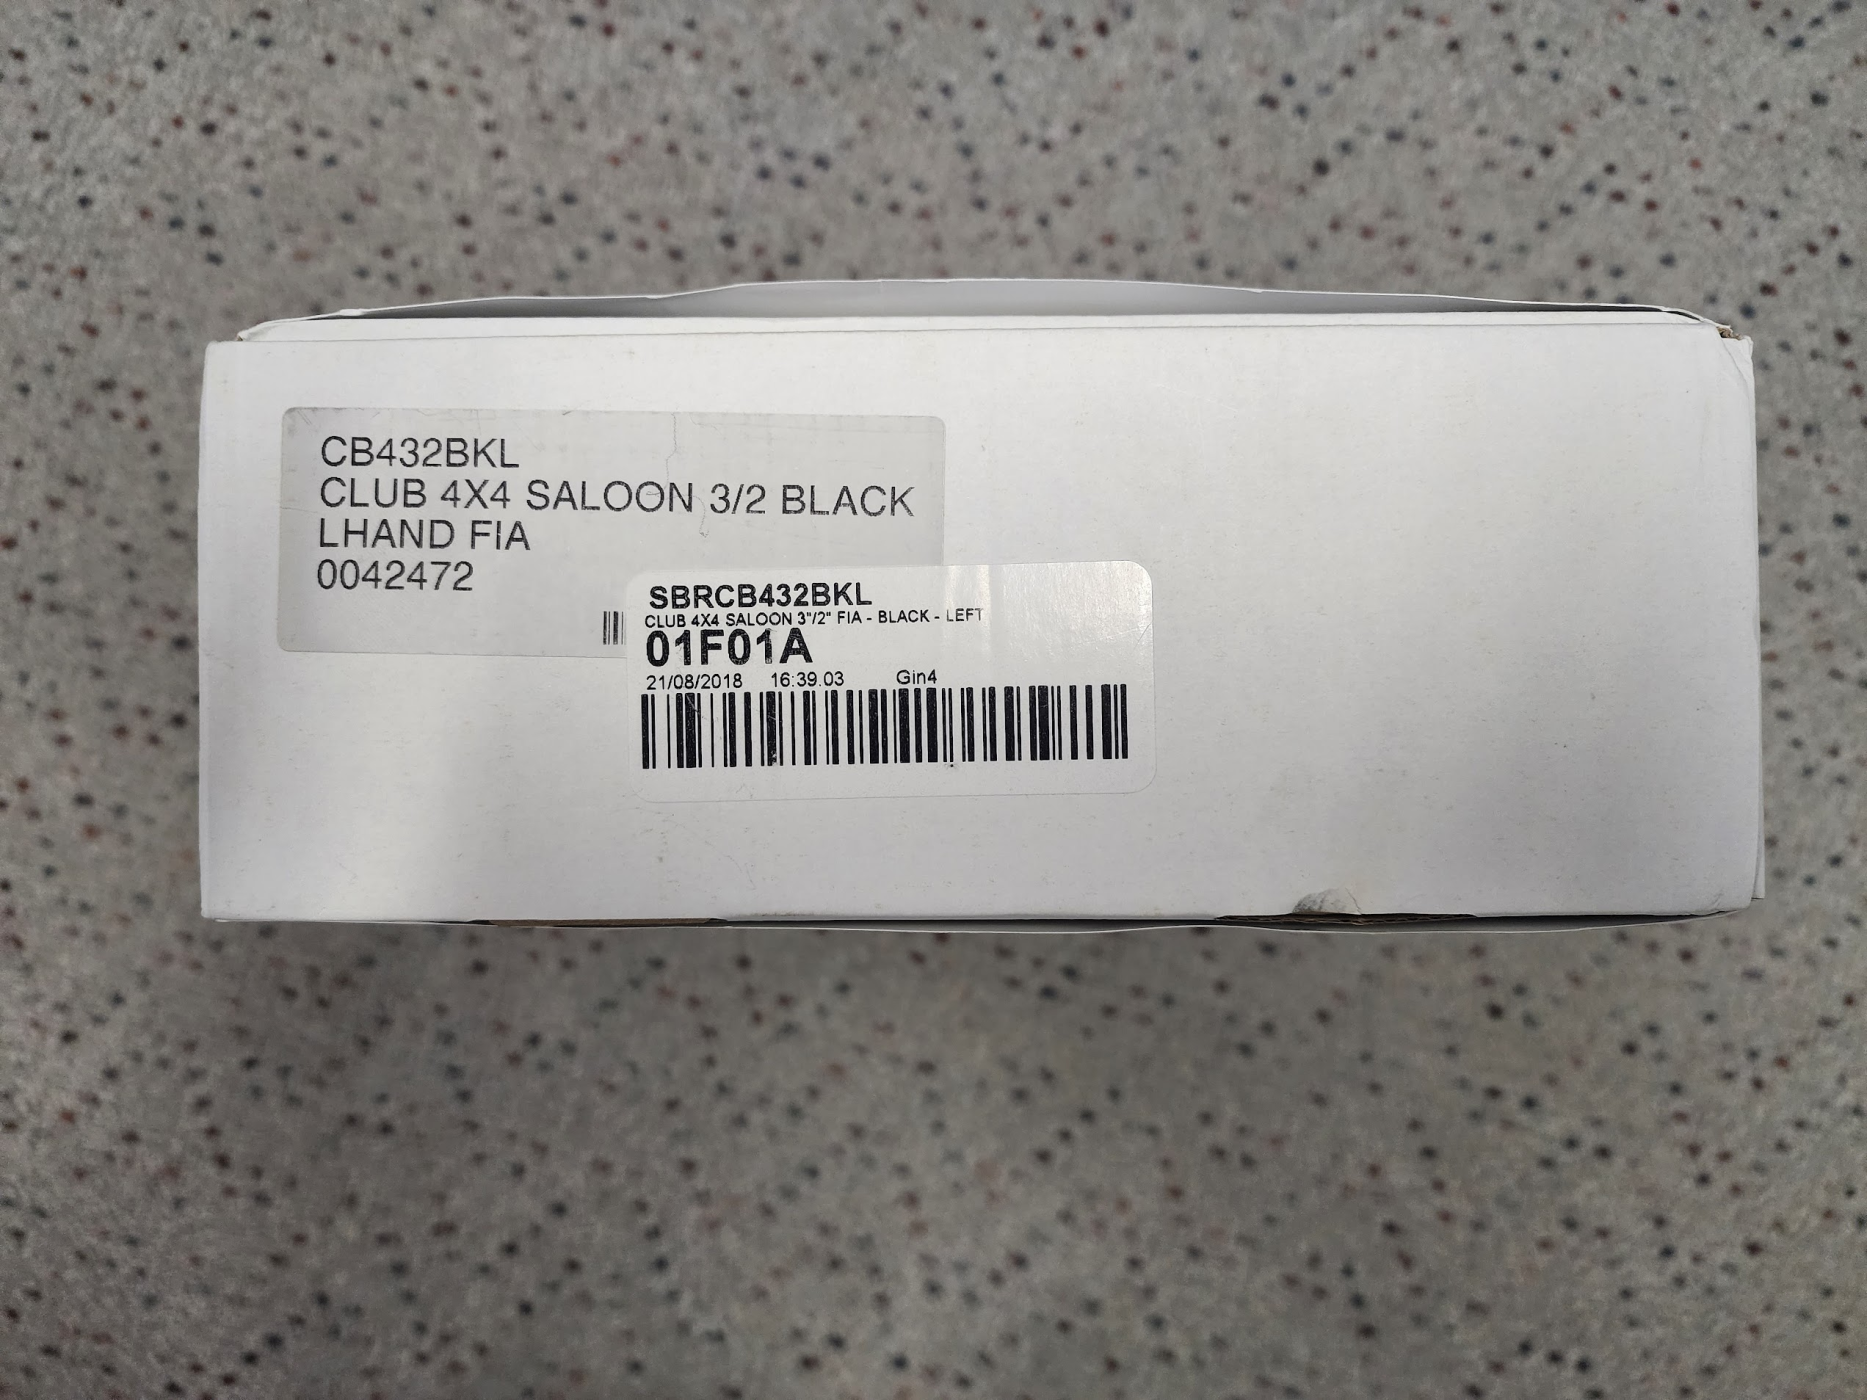 CB432BKL
CLUB 4X4 SALOON 3/2 BLACK
LHAND FIA
0042472
SBRCB432BKL
CLUB 4X4 SALOON 3"/2" FIA - BLACK - LEFT
01F01A
21/08/2018 16:39.03 Gin4